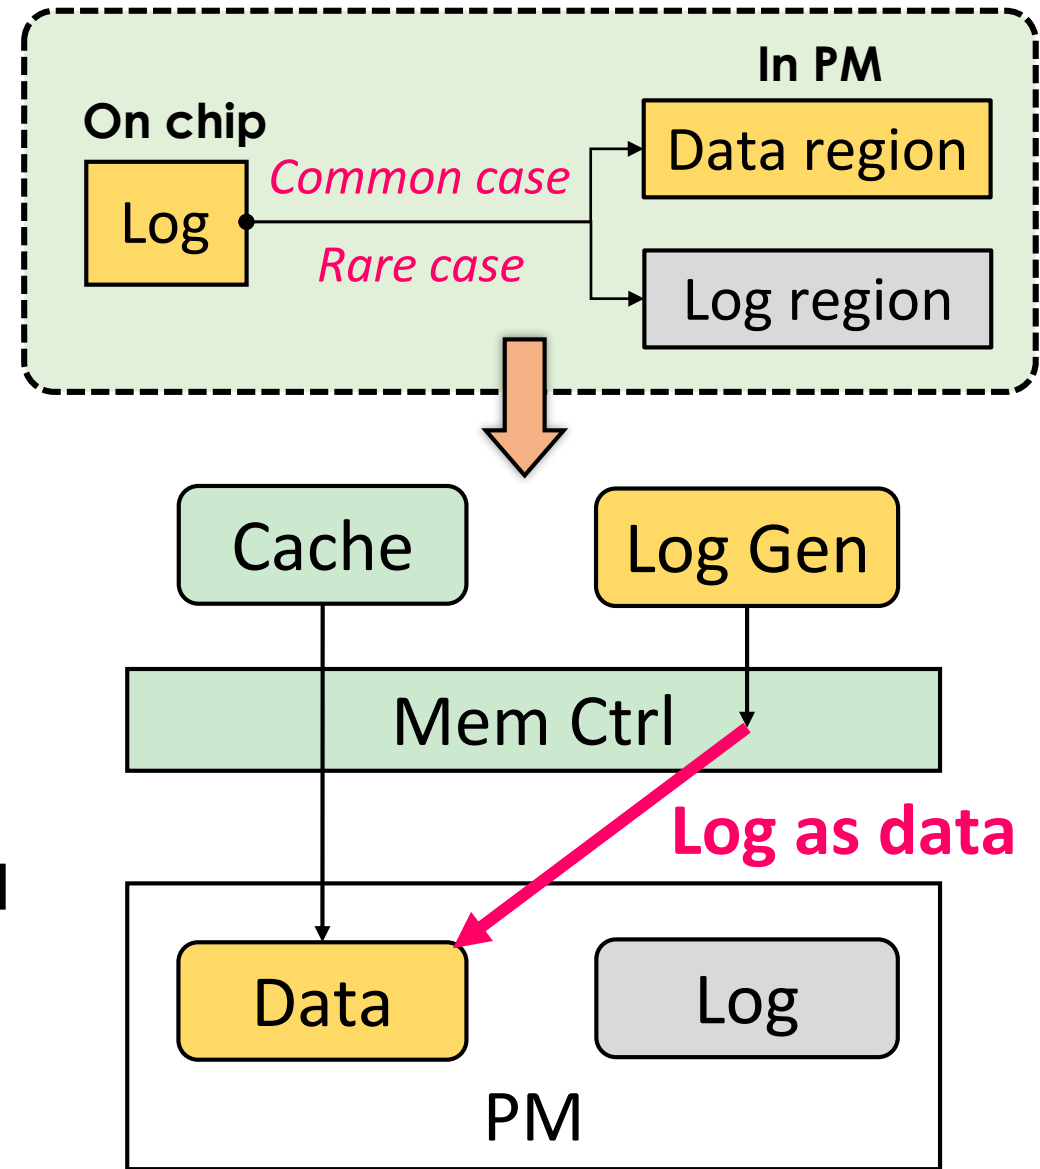 In PM
On chip
Data region
Common case
Log
Rare case
Log region
Cache
Log Gen
Mem Ctrl
Log as data
Data
Log
PM